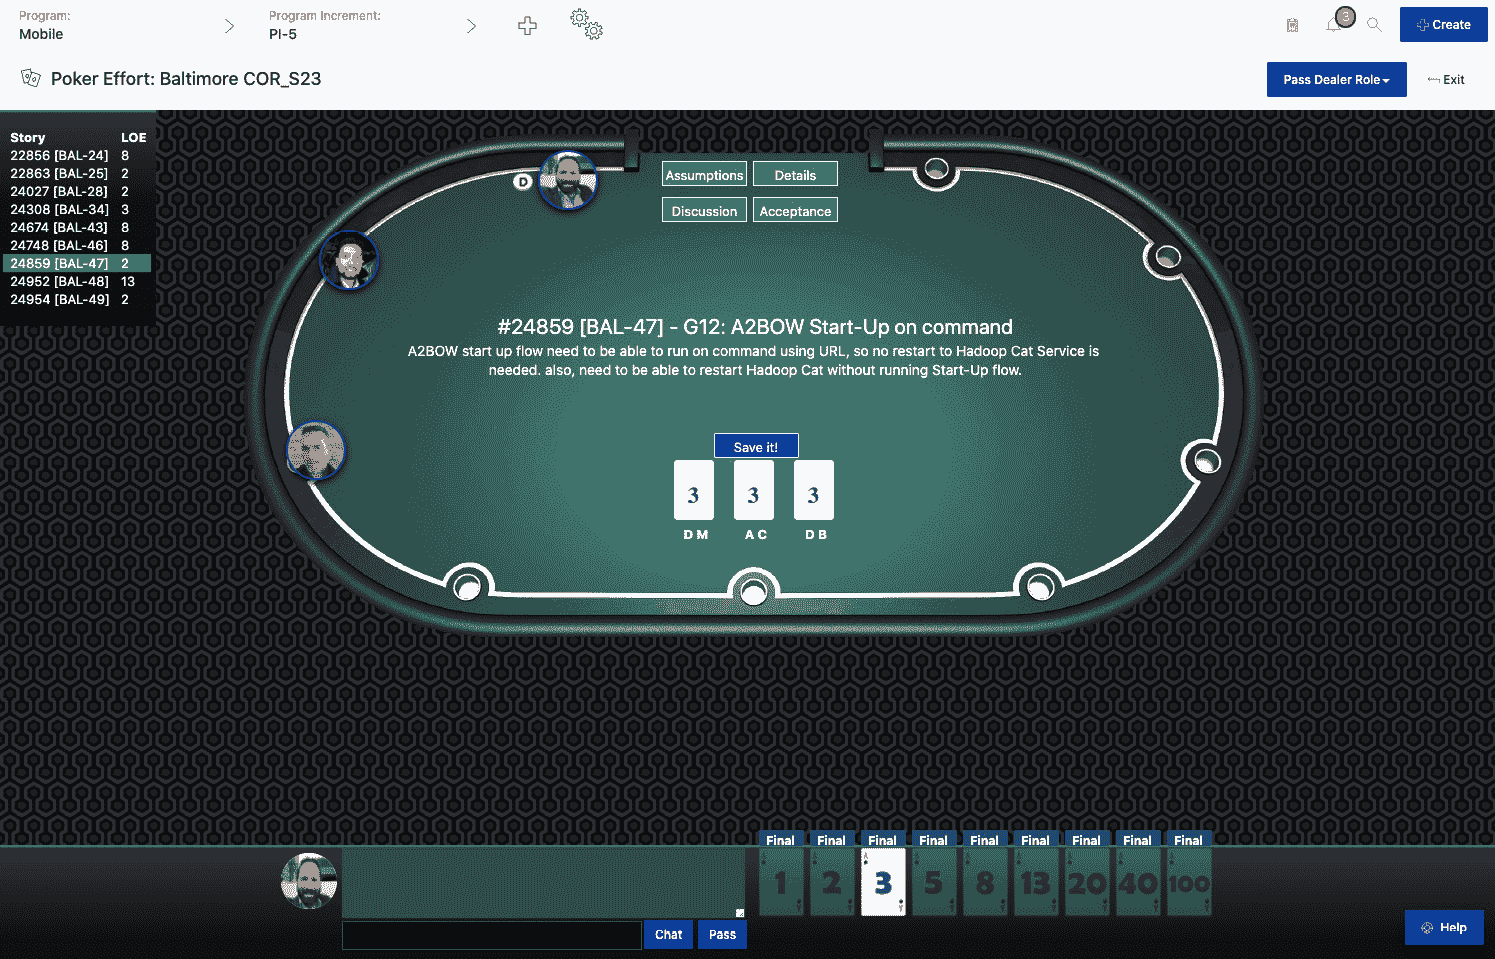 Program:
Mobile
Program Increment:
PI-5
3
Create
Poker Effort: Baltimore COR_S23
Pass Dealer Role
Exit
Story LOE
22856 [BAL-24] 8
22863 [BAL-25] 2
24027 [BAL-28] 2
24308 [BAL-34] 3
24674 [BAL-43] 8
24748 [BAL-46] 8
24859 [BAL-47] 2
24952 [BAL-48] 13
24954 [BAL-49] 2
D
Assumptions Details
Discussion Acceptance
#24859 [BAL-47] - G12: A2BOW Start-Up on command
A2BOW start up flow need to be able to run on command using URL, so no restart to Hadoop Cat Service is
needed. also, need to be able to restart Hadoop Cat without running Start-Up flow.
Save it!
3 3 3
DM AC DB
Final Final Final Final Final Final Final Final Final
1 2 3 5 8 13 20 40 100
Chat Pass
Help